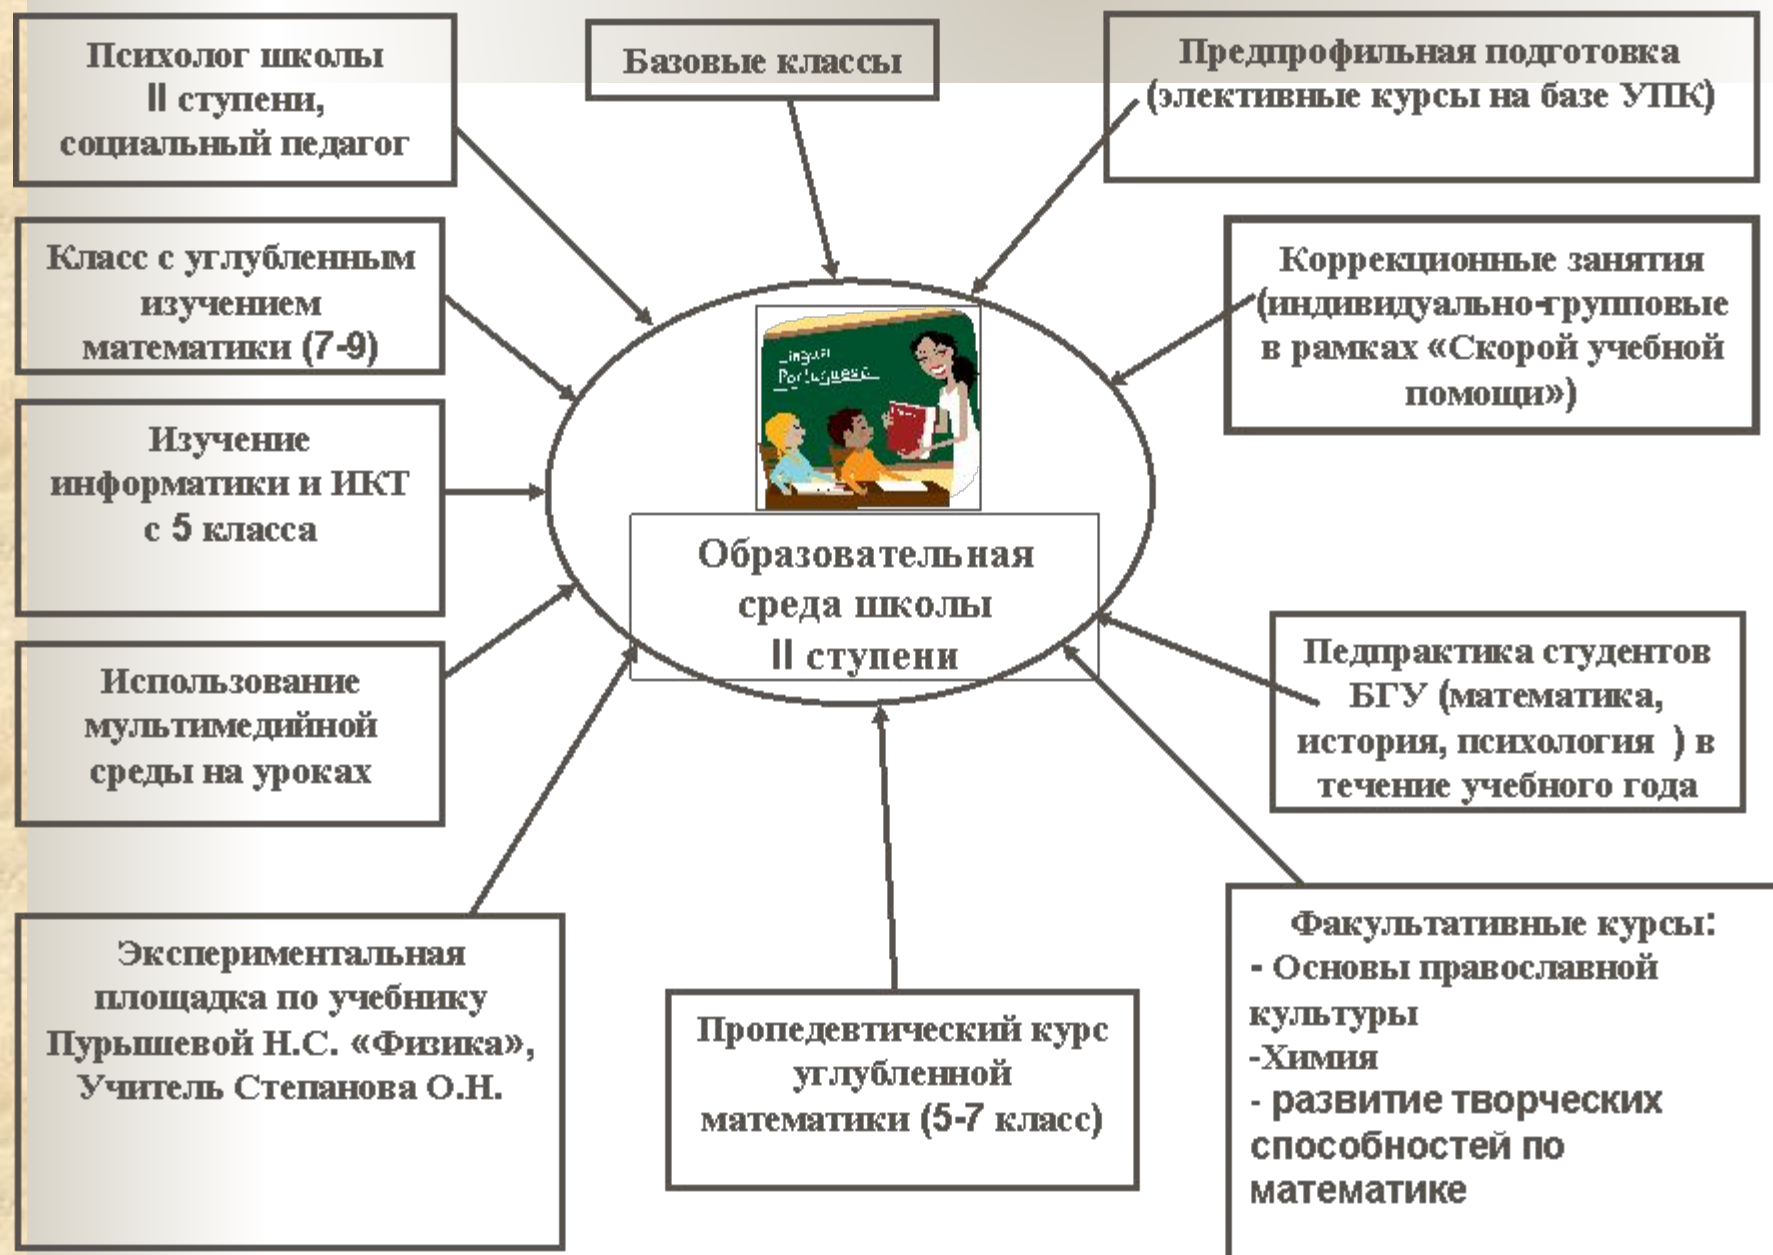 Психолог школы
II ступени,
социальный педагог
Базовые классы
Предпрофильная подготовка
(элективные курсы на базе УПК)
Класс с углубленным
изучением
математики (7-9)
Коррекционные занятия
(индивидуально-групповые
в рамках «Скорой учебной
помощи»)
Изучение
информатики и ИКТ
с 5 класса
Lingua
Portuguesa
Образовательная
среда школы
II ступени
Использование
мультимедийной
среды на уроках
Педпрактика студентов
БГУ (математика,
история, психология ) в
течение учебного года
Экспериментальная
площадка по учебнику
Пурышевой Н.С. «Физика»,
Учитель Степанова О.Н.
Пропедевтический курс
углубленной
математики (5-7 класс)
Факультативные курсы:
- Основы православной
культуры
-Химия
- развитие творческих
способностей по
математике